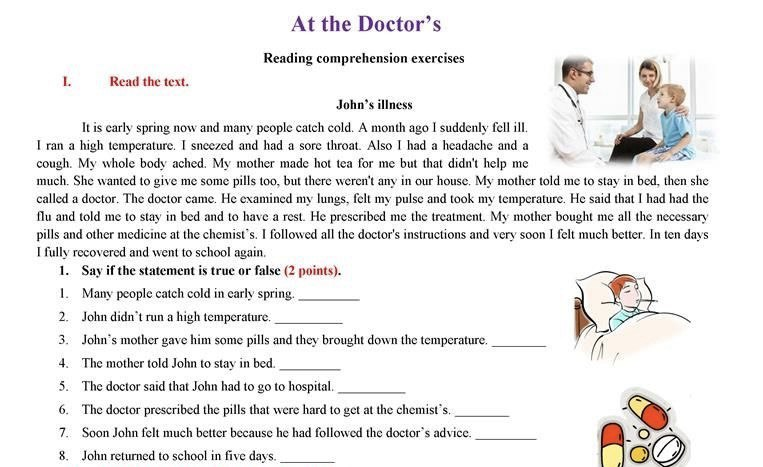 At the Doctor's
Reading comprehension exercises
I. Read the text.
John's illness
It is early spring now and many people catch cold. A month ago I suddenly fell ill.
I ran a high temperature. I sneezed and had a sore throat. Also I had a headache and a
cough. My whole body ached. My mother made hot tea for me but that didn't help me
much. She wanted to give me some pills too, but there weren't any in our house. My mother told me to stay in bed, then she
called a doctor. The doctor came. He examined my lungs, felt my pulse and took my temperature. He said that I had had the
flu and told me to stay in bed and to have a rest. He prescribed me the treatment. My mother bought me all the necessary
pills and other medicine at the chemist's. I followed all the doctor's instructions and very soon I felt much better. In ten days
I fully recovered and went to school again.
1. Say if the statement is true or false (2 points).
1. Many people catch cold in early spring. _________
2. John didn't run a high temperature. __________
3. John's mother gave him some pills and they brought down the temperature. ________
4. The mother told John to stay in bed. _________
5. The doctor said that John had to go to hospital. __________
6. The doctor prescribed the pills that were hard to get at the chemist's. ________
7. Soon John felt much better because he had followed the doctor's advice. _________
8. John returned to school in five days. ________